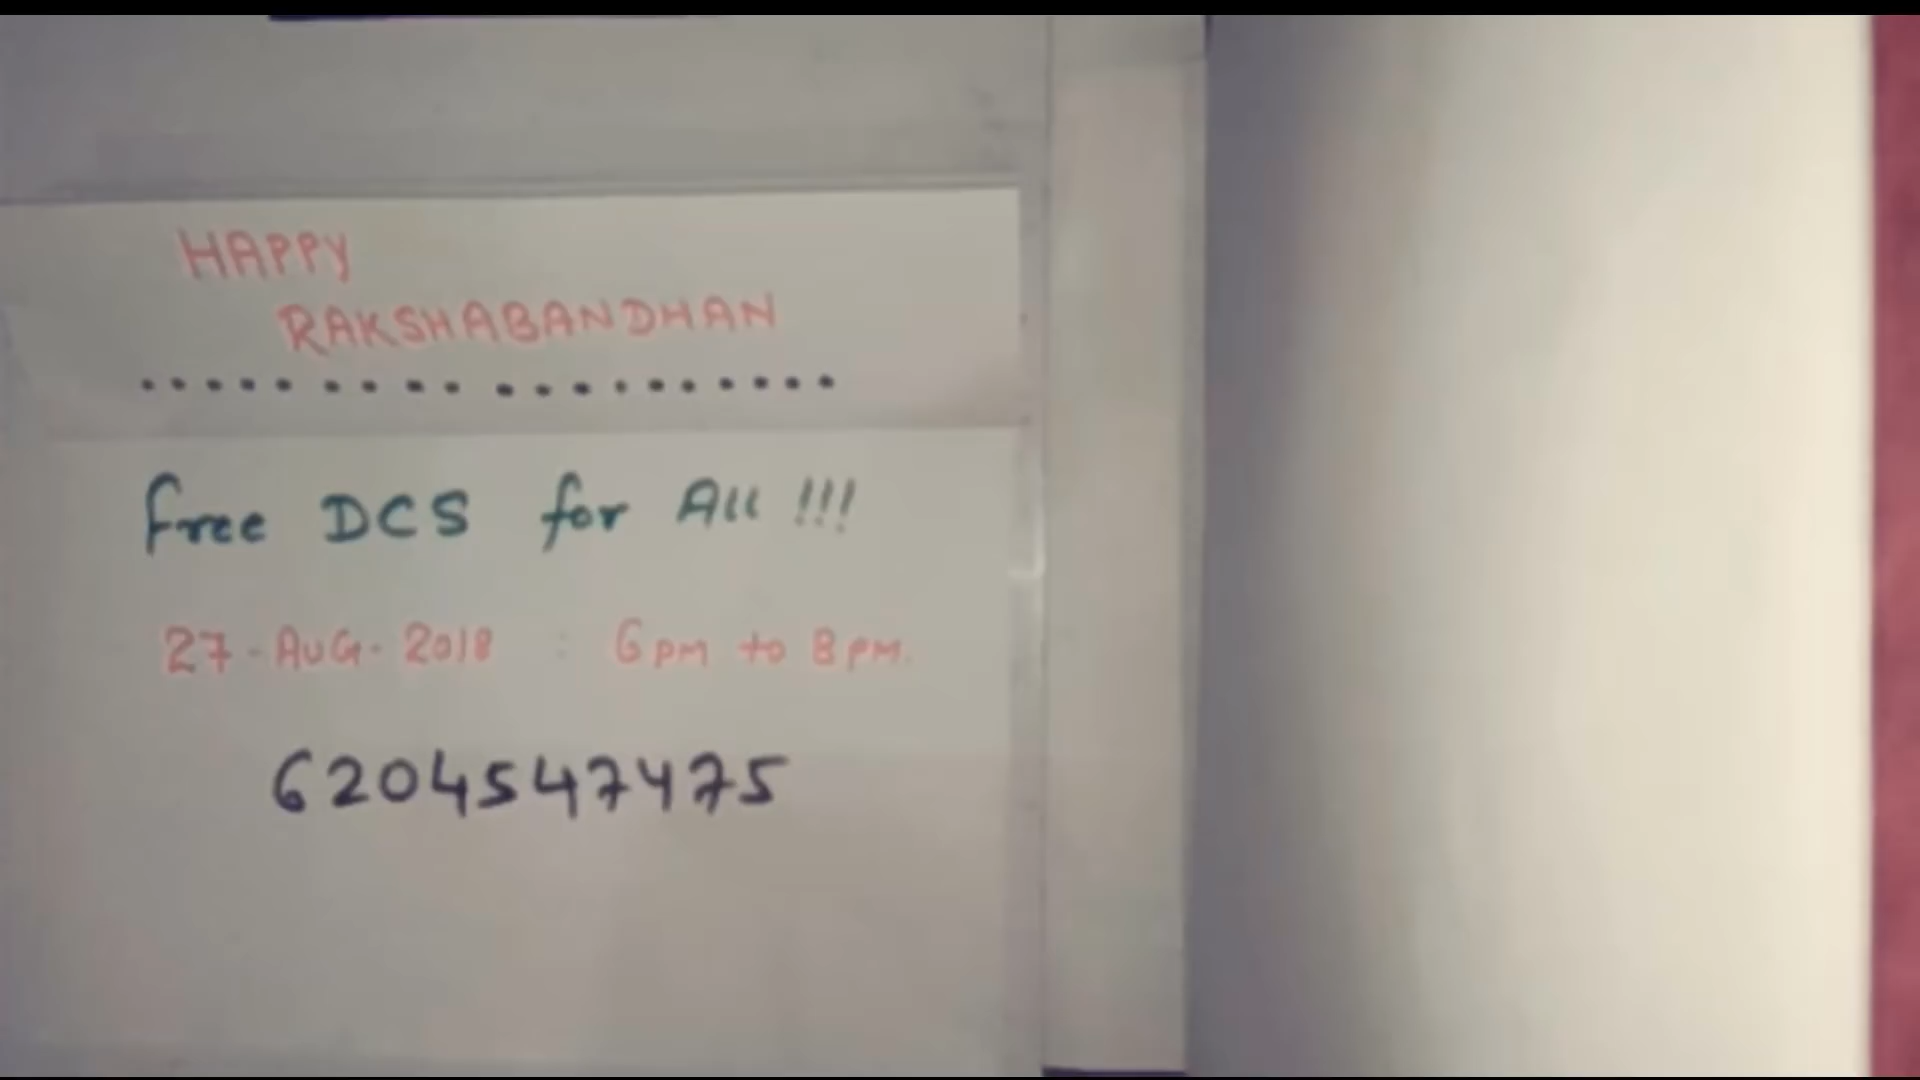 HAPPY
RAKSHABANDHAN
....................
free DCS for All !!!
27-AUG-2018 : 6pm to 8pm.
6204547475